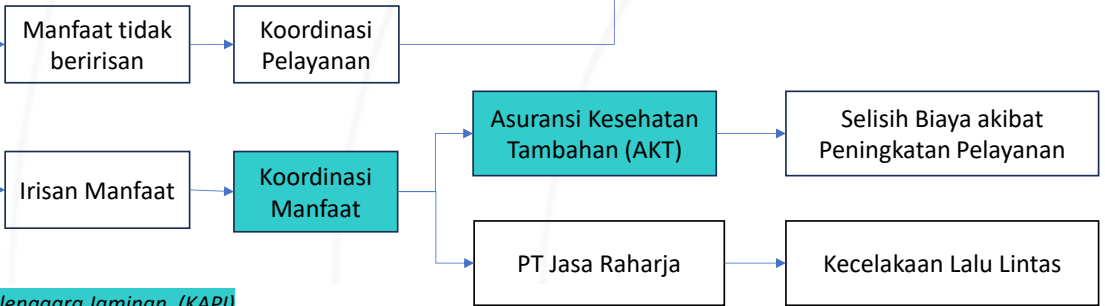 Manfaat tidak
beririsan
Koordinasi
Pelayanan
Asuransi Kesehatan
Tambahan (AKT)
Selisih Biaya akibat
Peningkatan Pelayanan
Irisan Manfaat
Koordinasi
Manfaat
PT Jasa Raharja
Kecelakaan Lalu Lintas
Jaminan (KAPJ)